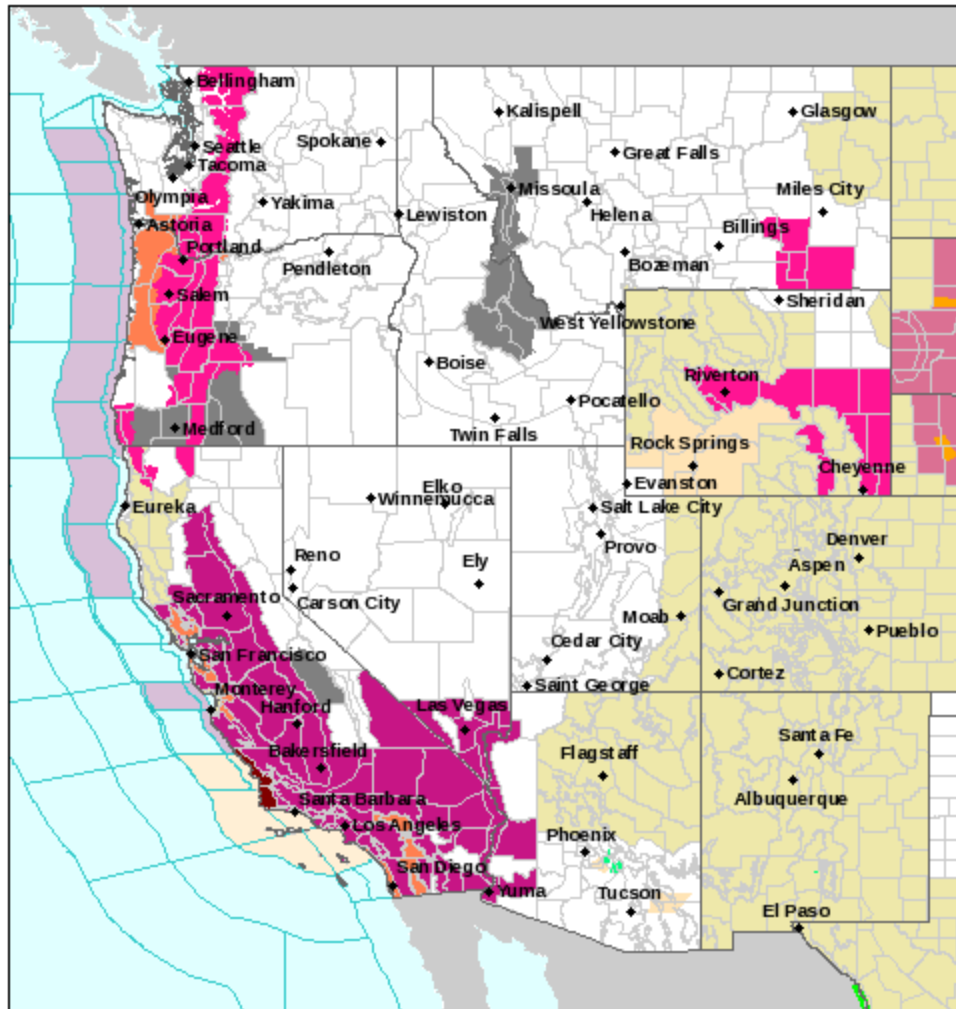 Bellingham
Kalispell
Glasgow
Seattle
Spokane
Great Falls
Tacoma
Missoula
Miles City
Olympia
Yakima
Lewiston
Helena
Astoria
Billings
Portland
Pendleton
Bozeman
Salem
Sheridan
West Yellowstone
Eugene
Boise
Riverton
Pocatello
Medford
Twin Falls
Rock Springs
Cheyenne
Evanston
Elko
Winnemucca
Eureka
Salt Lake City
Denver
Provo
Reno
Ely
Aspen
Sacramento
Carson City
Grand Junction
Moab
Pueblo
Cedar City
San Francisco
Cortez
Monterey
Saint George
Hanford
Las Vegas
Bakersfield
Flagstaff
Santa Fe
Santa Barbara
Albuquerque
Los Angeles
Phoenix
San Diego
Yuma
Tucson
El Paso